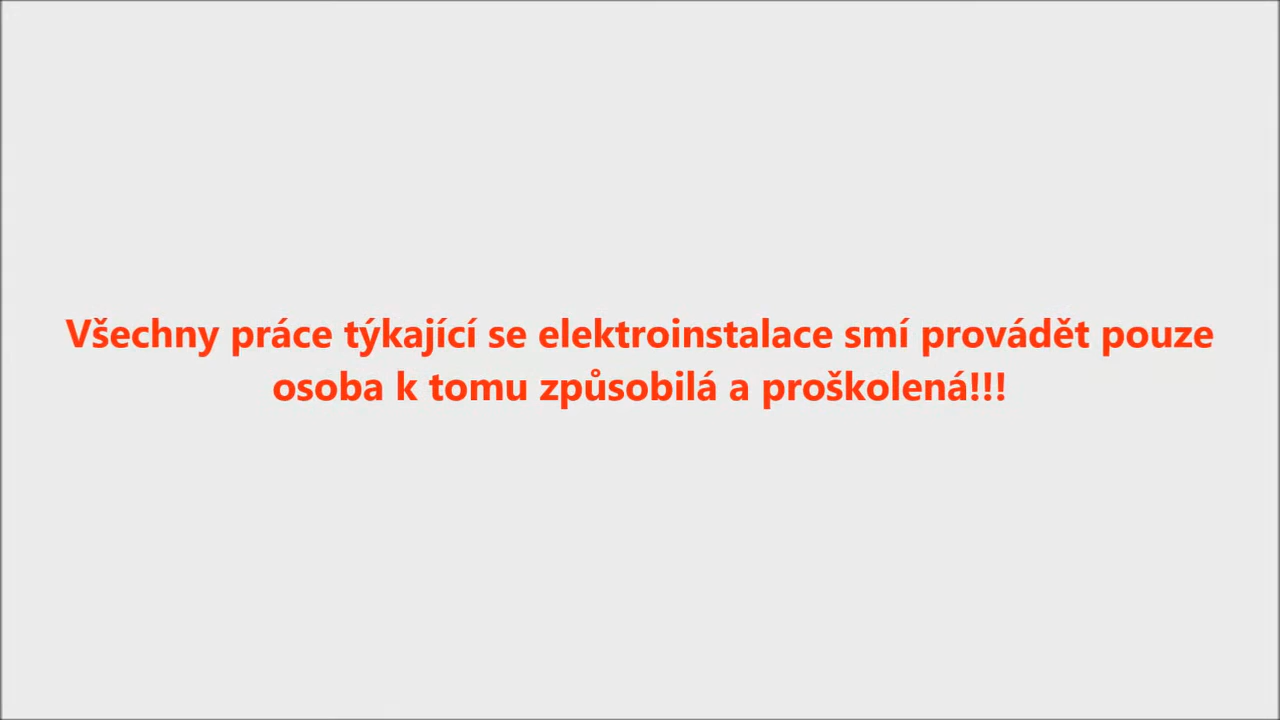 Všechny práce týkající se elektroinstalace smí provádět pouze
osoba k tomu způsobilá a proškolená!!!